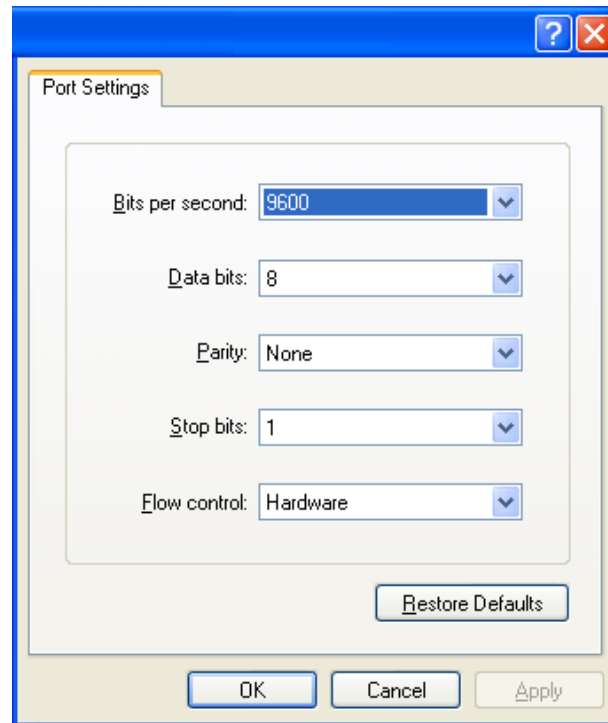 Port Settings
Bits per second: 9600
Data bits: 8
Parity: None
Stop bits: 1
Flow control: Hardware
Restore Defaults
OK Cancel Apply